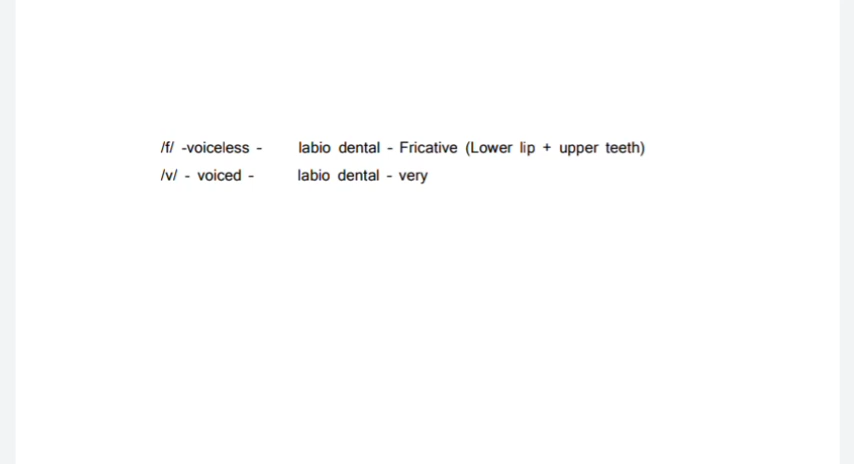 /f/ -voiceless - labio dental - Fricative (Lower lip + upper teeth)
/v/ - voiced - labio dental - very